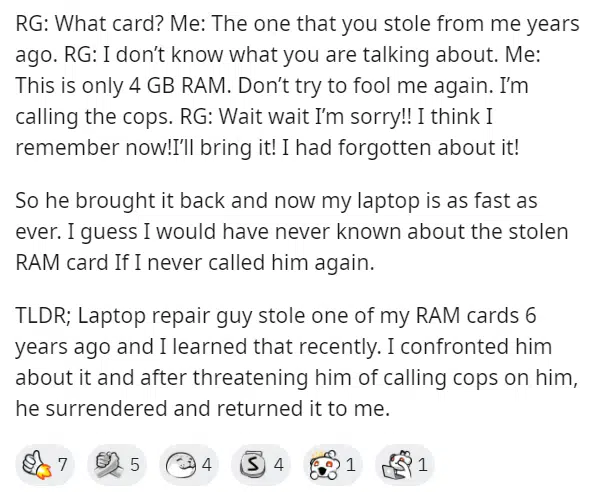 RG: What card? Me: The one that you stole from me years
ago. RG: I don’t know what you are talking about. Me:
This is only 4 GB RAM. Don’t try to fool me again. I’m
calling the cops. RG: Wait wait I’m sorry!! I think I
remember now!I’ll bring it! I had forgotten about it!
So he brought it back and now my laptop is as fast as
ever. I guess I would have never known about the stolen
RAM card If I never called him again.
TLDR; Laptop repair guy stole one of my RAM cards 6
years ago and I learned that recently. I confronted him
about it and after threatening him of calling cops on him,
he surrendered and returned it to me.
7 5 4 S 4 1 1